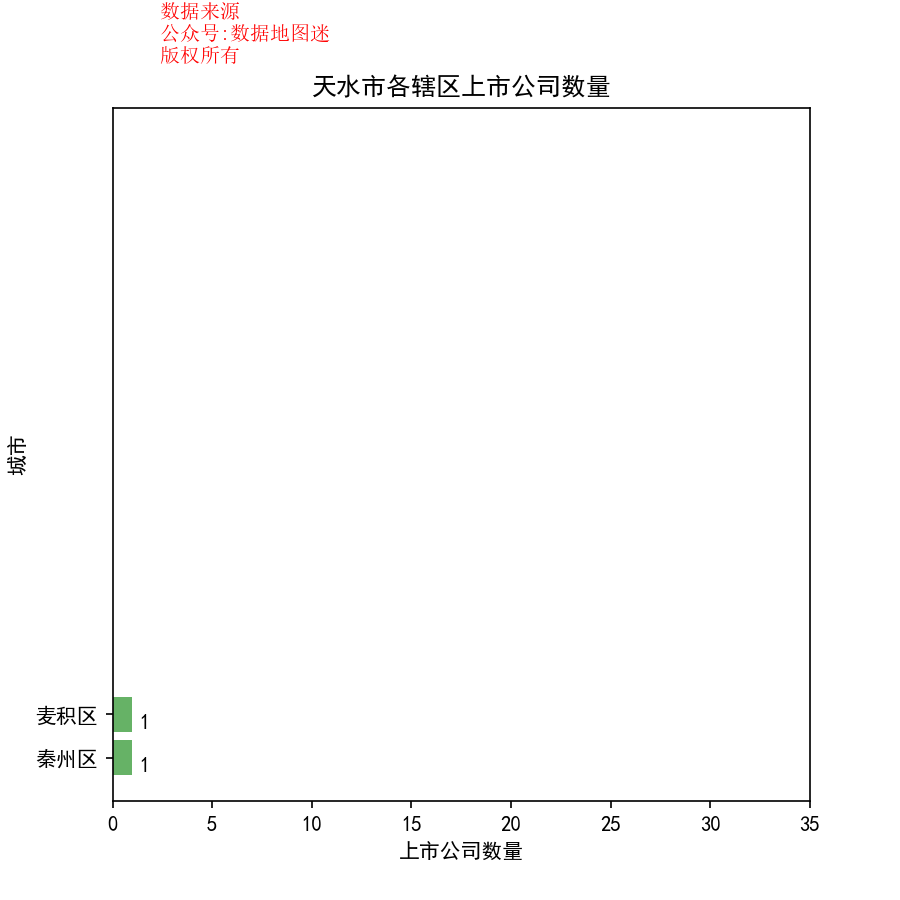 数据来源
公众号:数据地图迷
版权所有
天水市各辖区上市公司数量
城市
麦积区
1
秦州区
1
0 5 10 15 20 25 30 35
上市公司数量